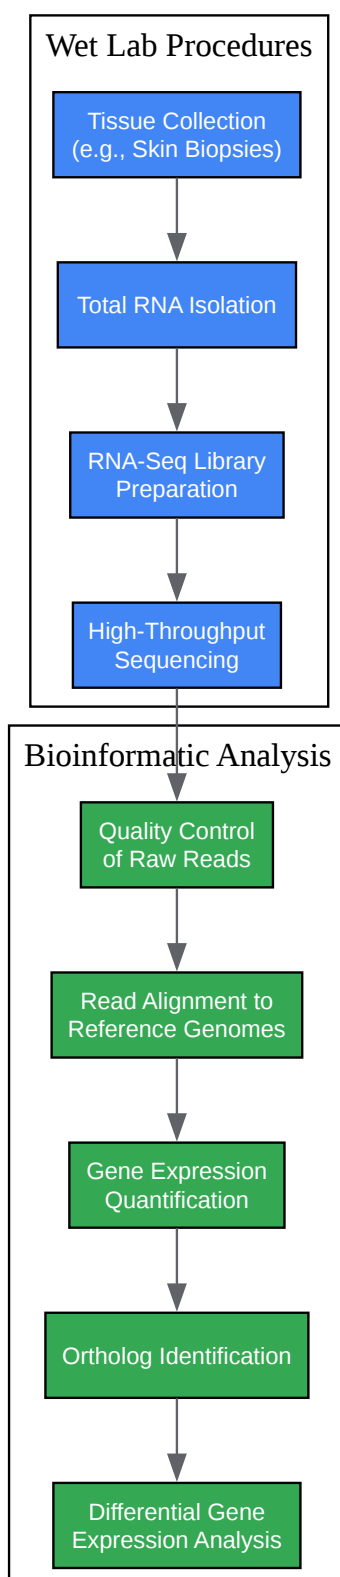 Wet Lab Procedures
Tissue Collection
(e.g., Skin Biopsies)
Total RNA Isolation
RNA-Seq Library
Preparation
High-Throughput
Sequencing
Bioinformatic Analysis
Quality Control
of Raw Reads
Read Alignment to
Reference Genomes
Gene Expression
Quantification
Ortholog Identification
Differential Gene
Expression Analysis